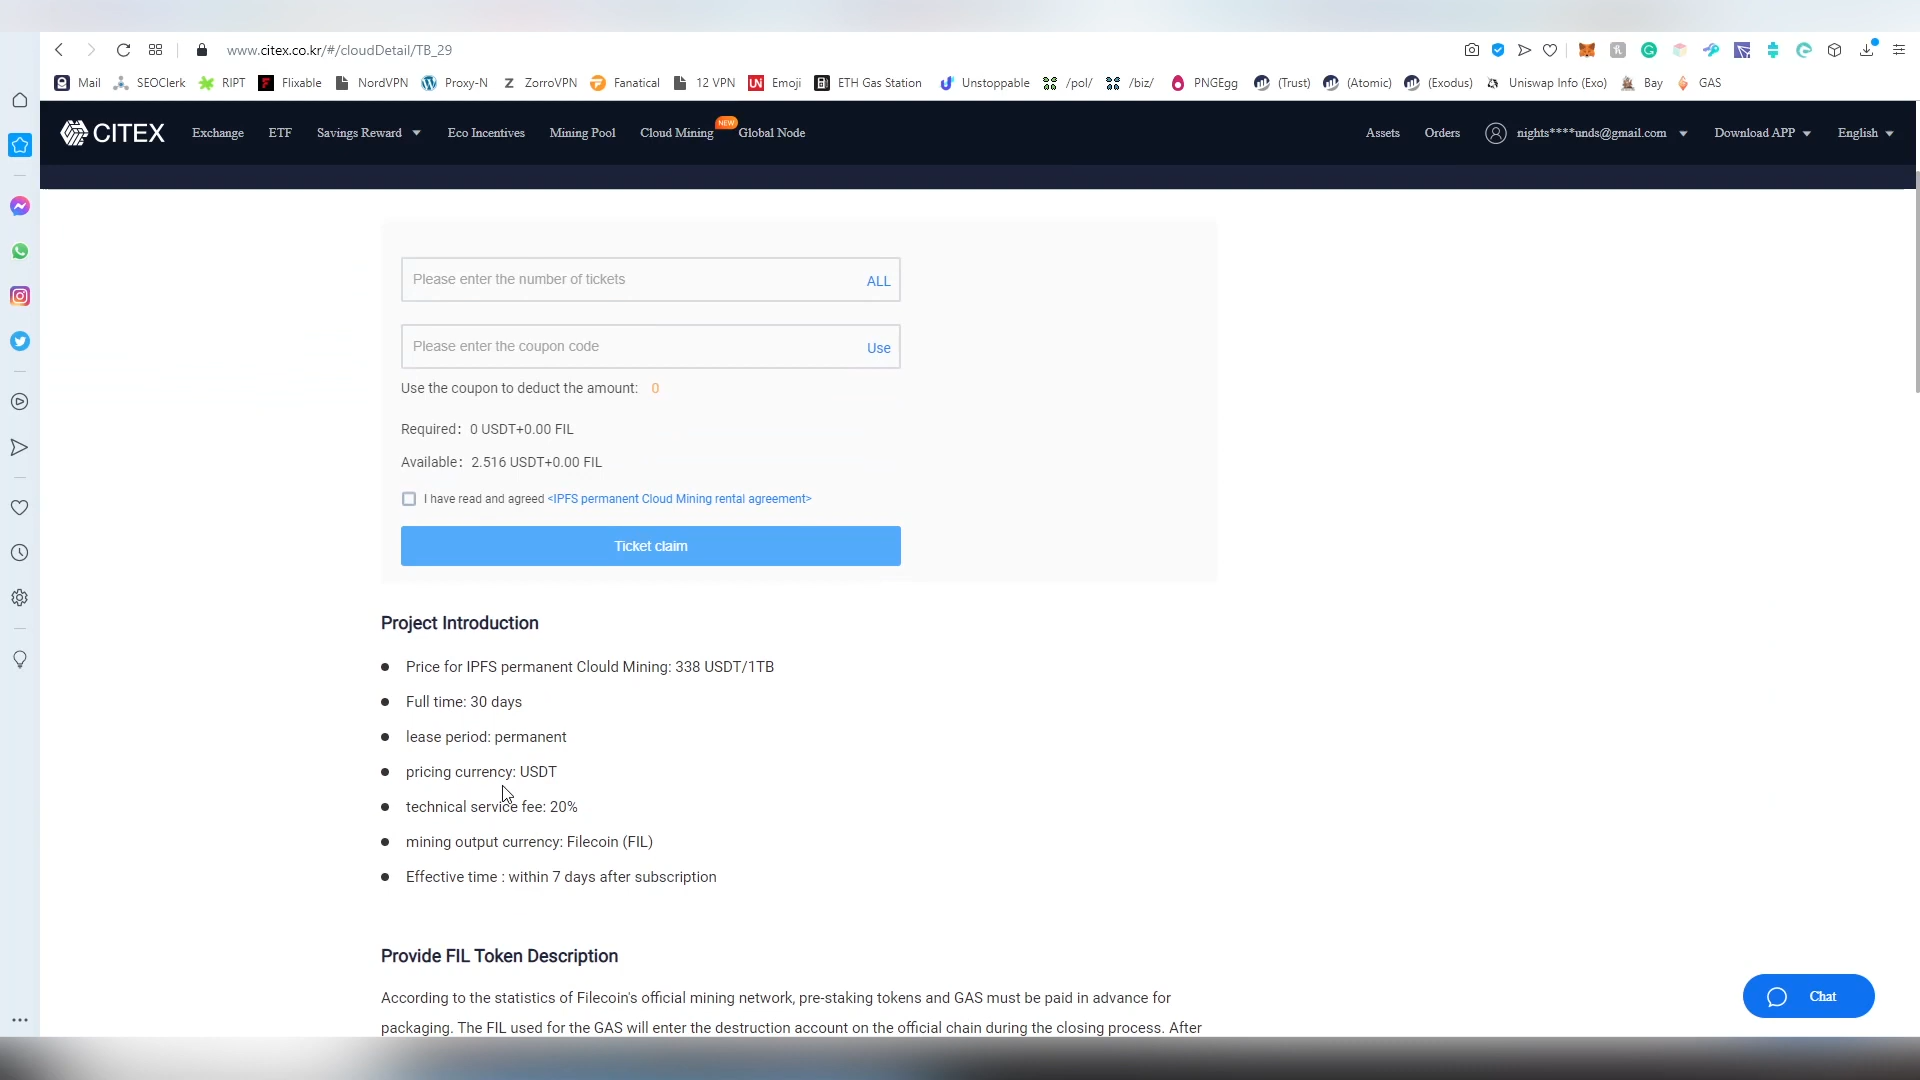 www.citex.co.kr/#/cloudDetail/TB_29
Mail SEOClerk RIPT Flixable NordVPN Proxy-N ZorroVPN Fanatical 12 VPN Emoji ETH Gas Station Unstoppable /pol/ /biz/ PNGEgg (Trust) (Atomic) (Exodus) Uniswap Info (Exo) Bay GAS
CITEX Exchange ETF Savings Reward Eco Incentives Mining Pool Cloud Mining NEW Global Node Assets Orders nights****unds@gmail.com Download APP English
Please enter the number of tickets ALL
Please enter the coupon code Use
Use the coupon to deduct the amount: 0
Required: 0 USDT+0.00 FIL
Available: 2.516 USDT+0.00 FIL
I have read and agreed <IPFS permanent Cloud Mining rental agreement>
Ticket claim
Project Introduction
Price for IPFS permanent Clould Mining: 338 USDT/1TB
Full time: 30 days
lease period: permanent
pricing currency: USDT
technical service fee: 20%
mining output currency: Filecoin (FIL)
Effective time : within 7 days after subscription
Provide FIL Token Description
According to the statistics of Filecoin's official mining network, pre-staking tokens and GAS must be paid in advance for
packaging. The FIL used for the GAS will enter the destruction account on the official chain during the closing process. After
Chat